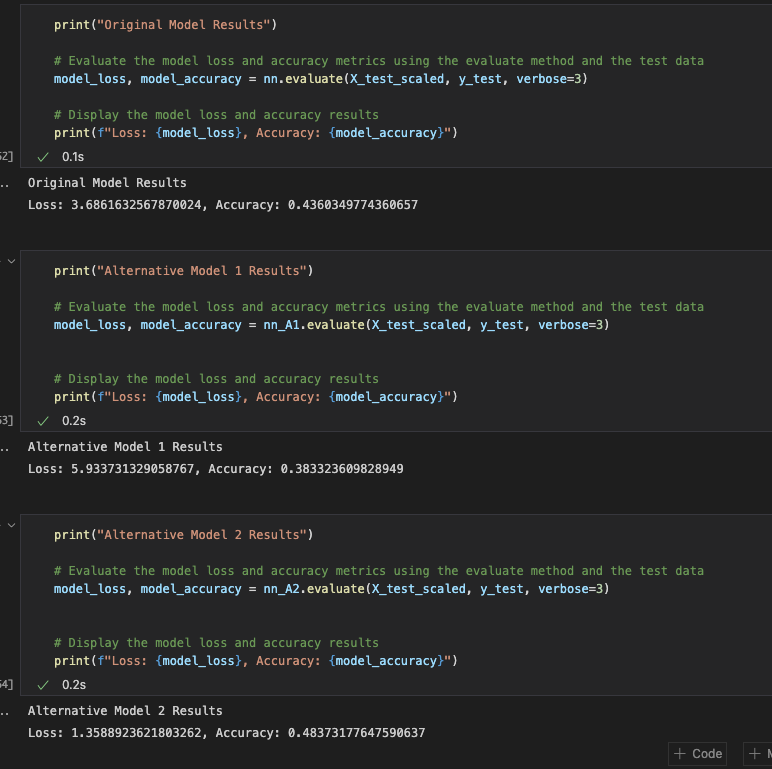 print("Original Model Results")
# Evaluate the model loss and accuracy metrics using the evaluate method and the test data
model_loss, model_accuracy = nn.evaluate(X_test_scaled, y_test, verbose=3)
# Display the model loss and accuracy results
print(f"Loss: {model_loss}, Accuracy: {model_accuracy}")
52]
0.1s
Original Model Results
Loss: 3.6861632567870024, Accuracy: 0.4360349774360657
print("Alternative Model 1 Results")
# Evaluate the model loss and accuracy metrics using the evaluate method and the test data
model_loss, model_accuracy = nn_A1.evaluate(X_test_scaled, y_test, verbose=3)
# Display the model loss and accuracy results
print(f"Loss: {model_loss}, Accuracy: {model_accuracy}")
53]
0.2s
Alternative Model 1 Results
Loss: 5.933731329058767, Accuracy: 0.383323609828949
print("Alternative Model 2 Results")
# Evaluate the model loss and accuracy metrics using the evaluate method and the test data
model_loss, model_accuracy = nn_A2.evaluate(X_test_scaled, y_test, verbose=3)
# Display the model loss and accuracy results
print(f"Loss: {model_loss}, Accuracy: {model_accuracy}")
54]
0.2s
Alternative Model 2 Results
Loss: 1.3588923621803262, Accuracy: 0.48373177647590637
+ Code